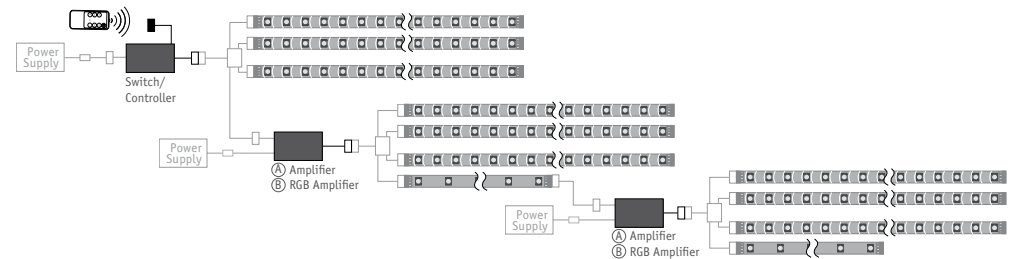 Power
Supply
Switch/
Controller
Power
Supply
A Amplifier
B RGB Amplifier
Power
Supply
A Amplifier
B RGB Amplifier